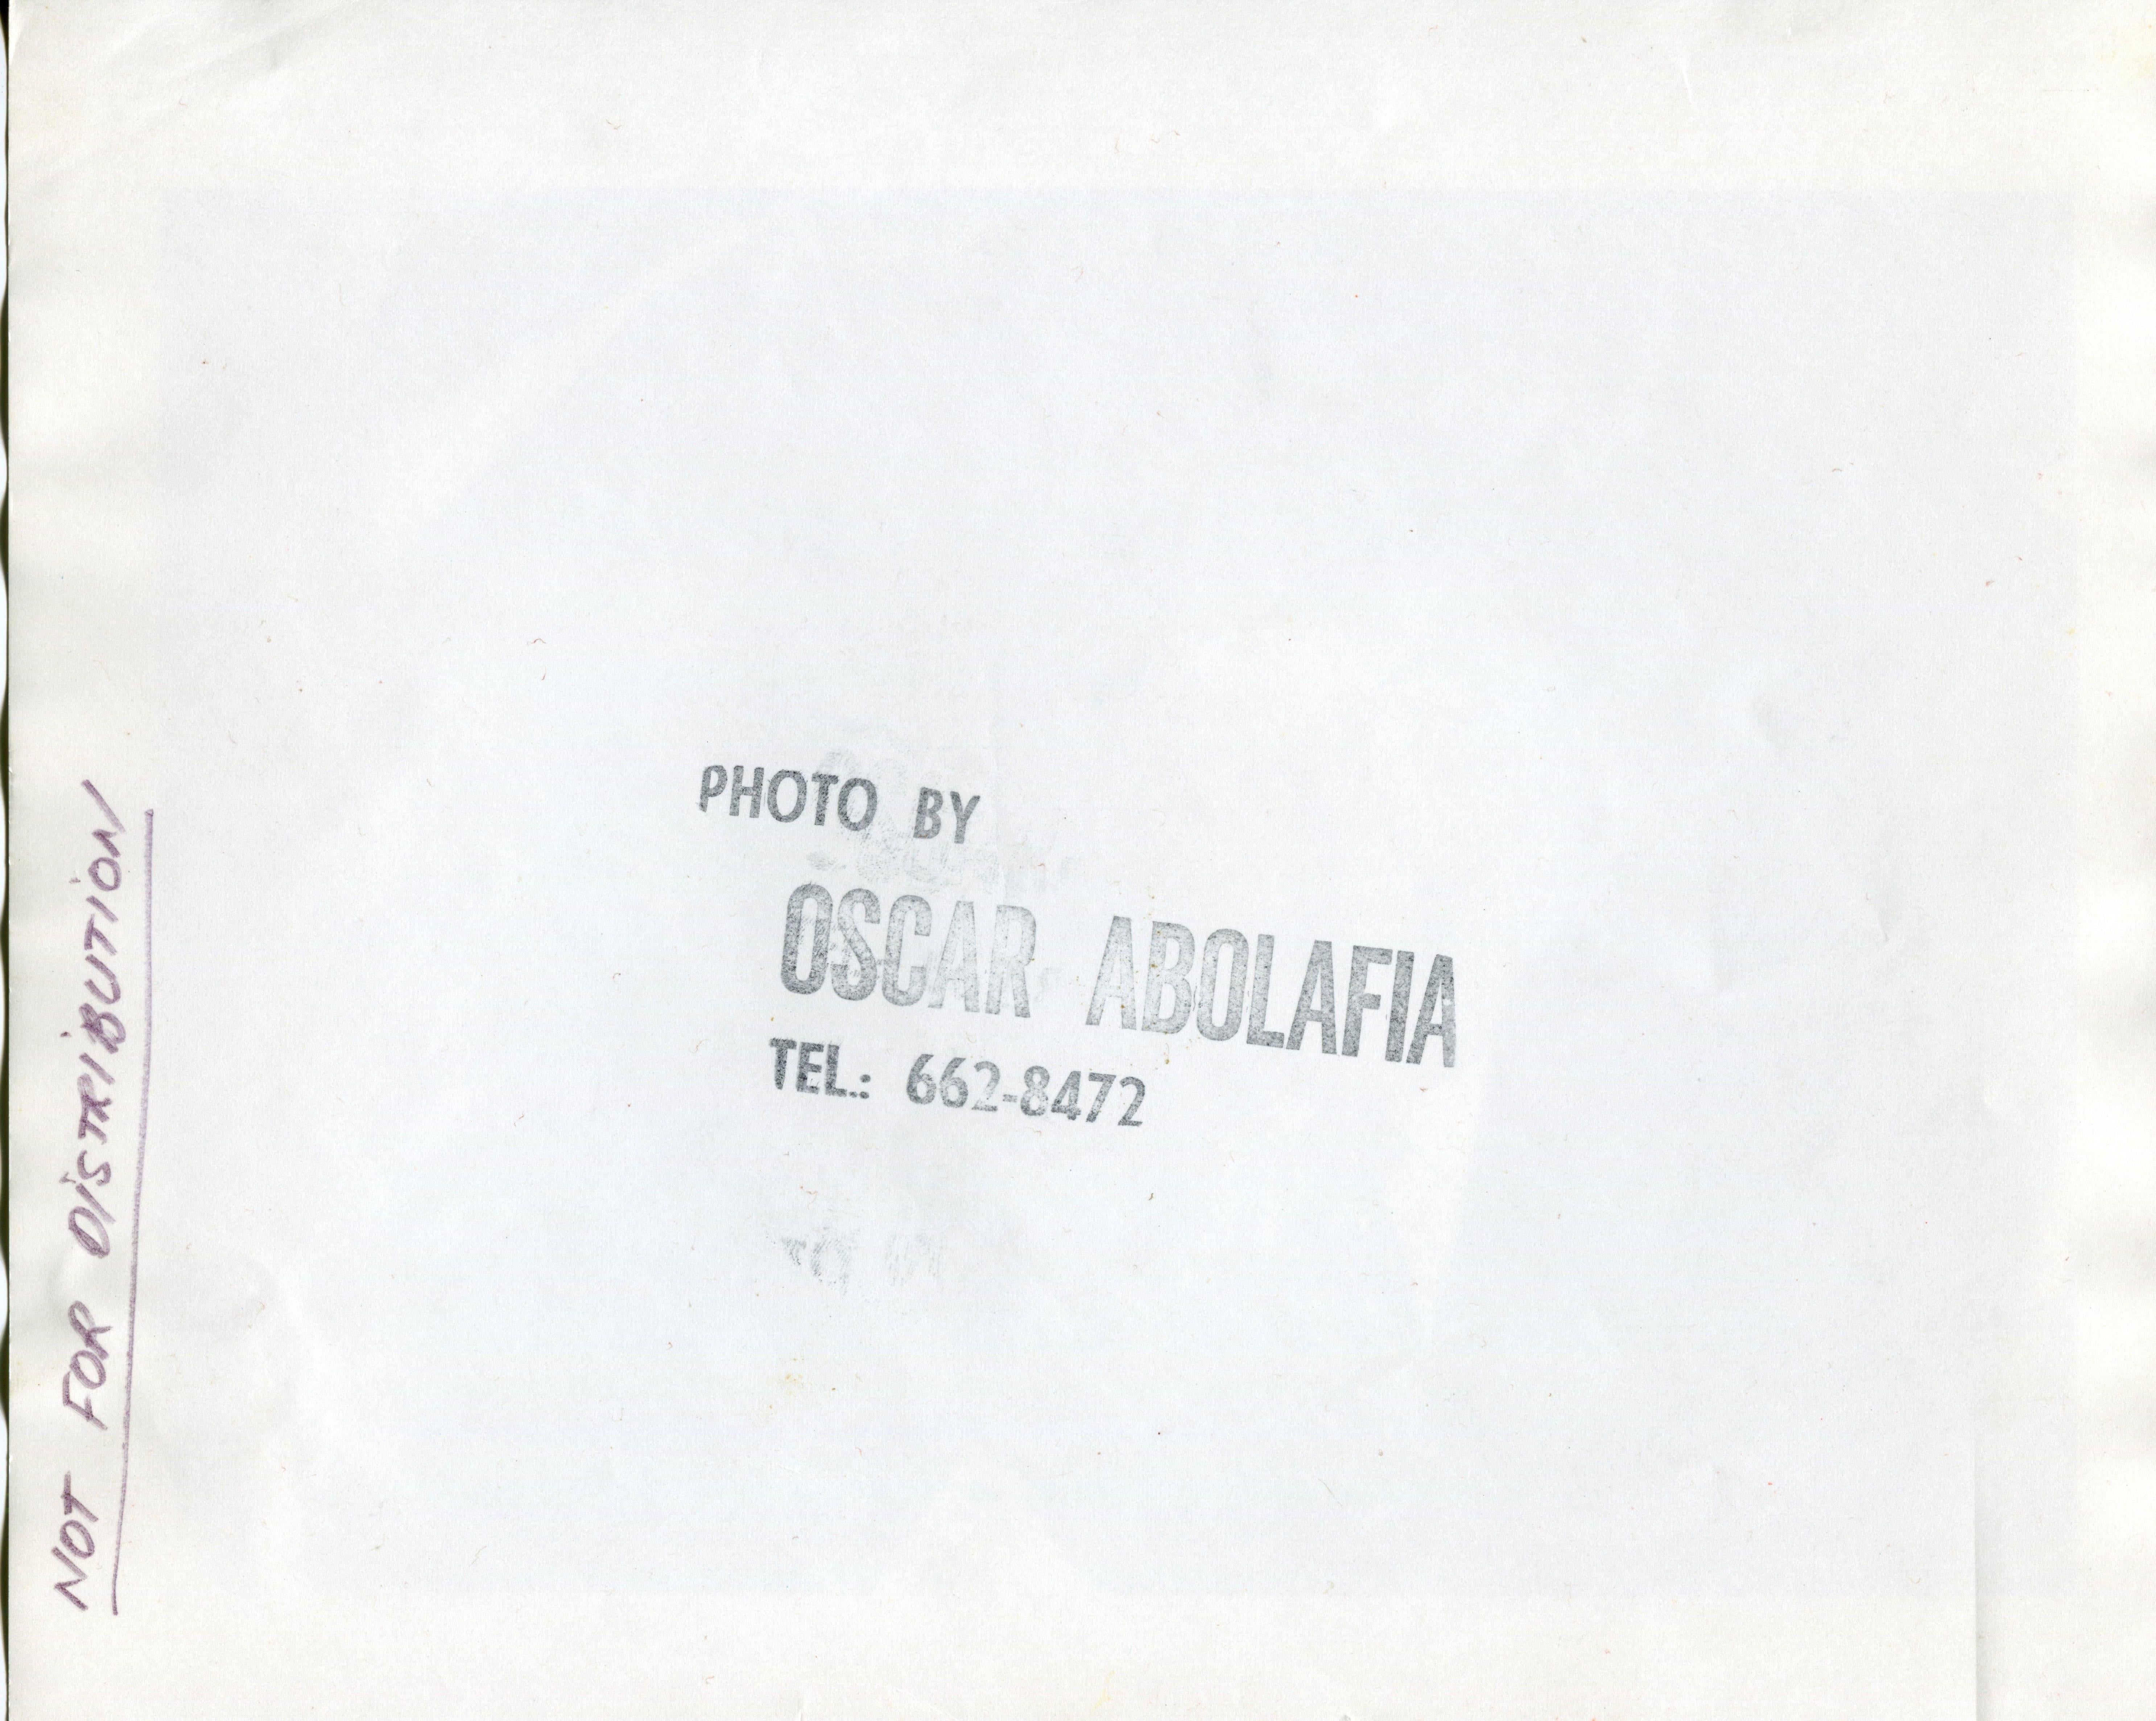 PHOTO BY
OSCAR ABOLAFIA
TEL.: 662-8472
NOT FOR DISTRIBUTION